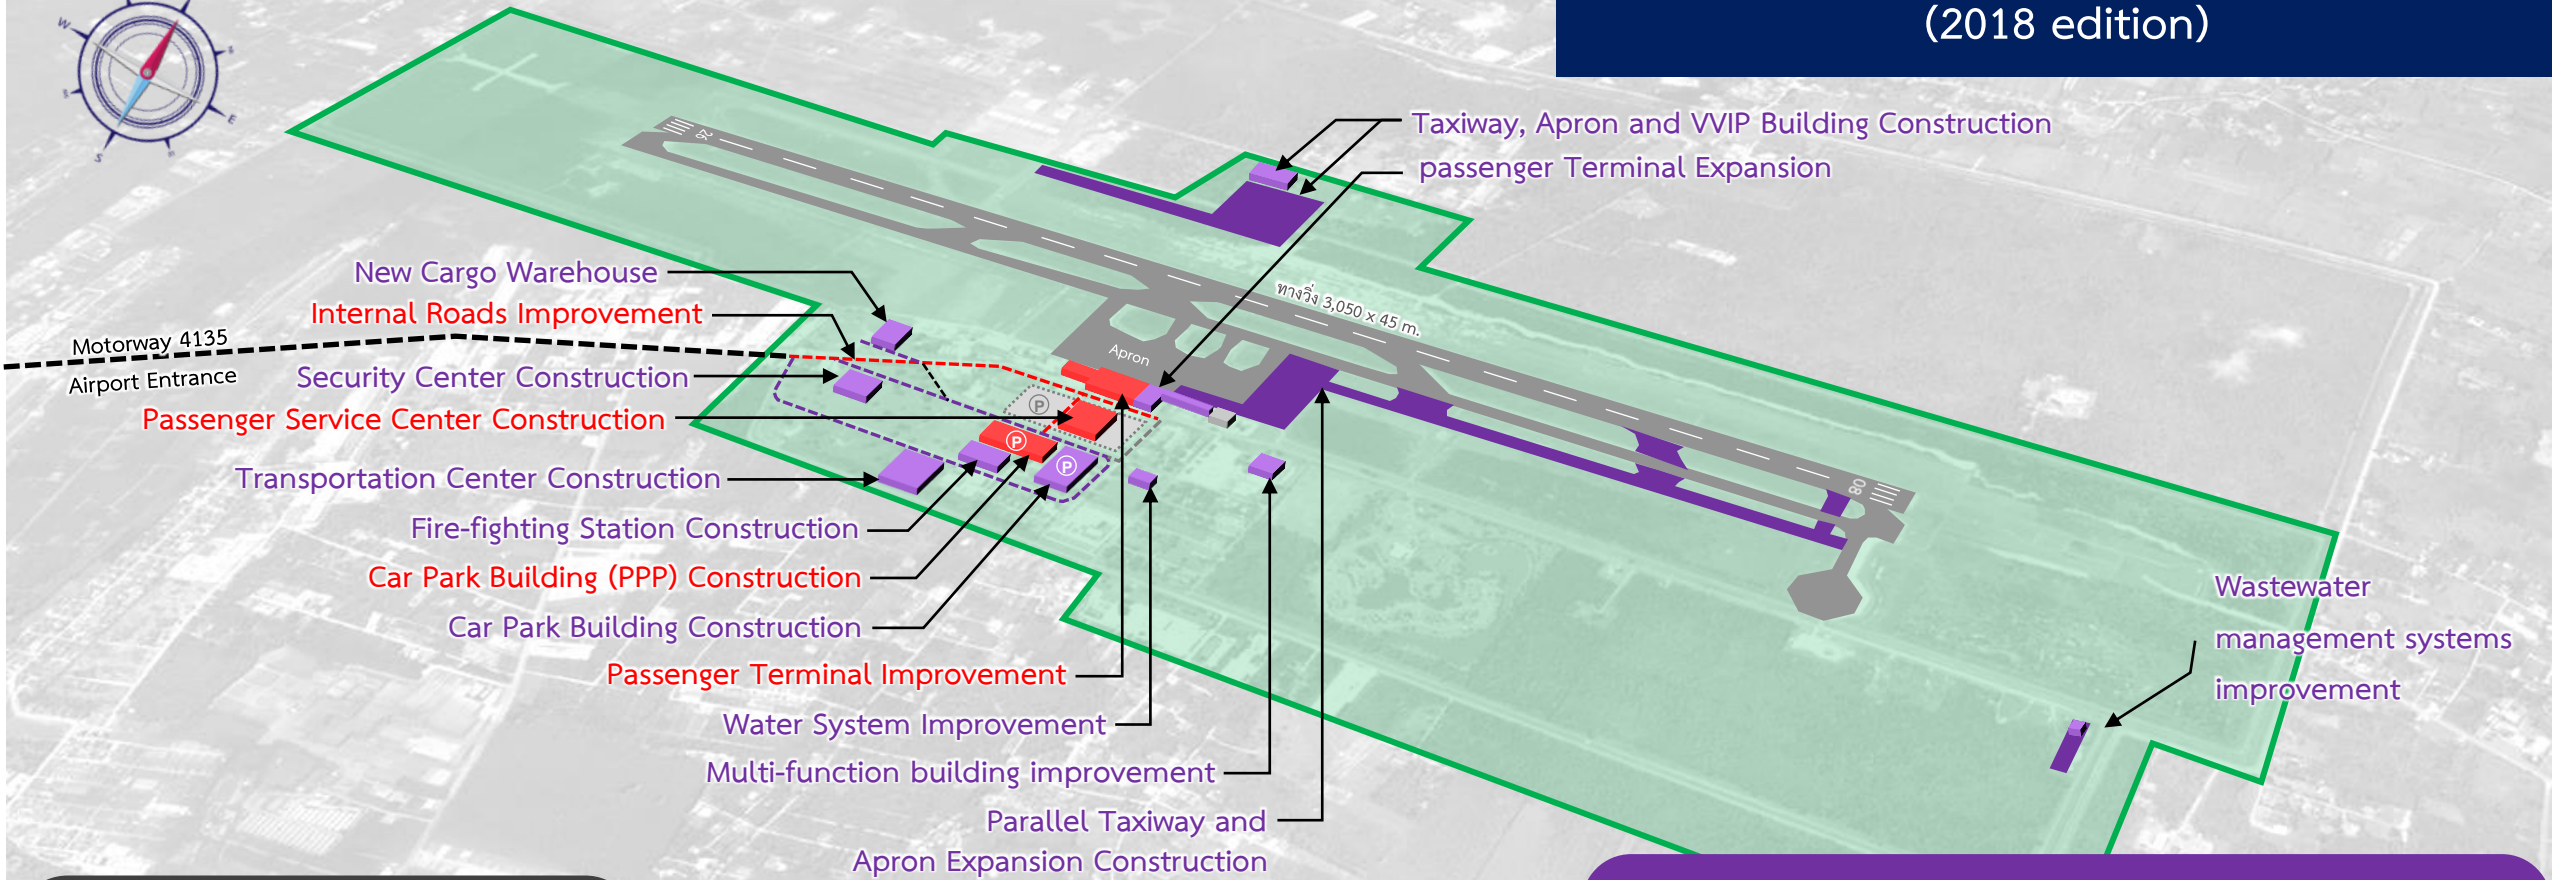 (2018 edition)
W
S
E
26
Taxiway, Apron and VVIP Building Construction
passenger Terminal Expansion
New Cargo Warehouse
Internal Roads Improvement
ทางวิ่ง 3,050 x 45 m.
Motorway 4135
Apron
Airport Entrance
Security Center Construction
Passenger Service Center Construction
P
P
P
Transportation Center Construction
08
Fire-fighting Station Construction
Car Park Building (PPP) Construction
Car Park Building Construction
Passenger Terminal Improvement
Water System Improvement
Multi-function building improvement
Parallel Taxiway and
Apron Expansion Construction
Wastewater
management systems
improvement